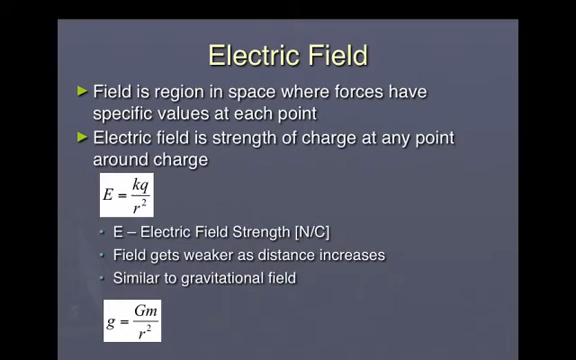 Electric Field
Field is region in space where forces have
specific values at each point
Electric field is strength of charge at any point
around charge
E = kq / r²
E – Electric Field Strength [N/C]
Field gets weaker as distance increases
Similar to gravitational field
g = Gm / r²